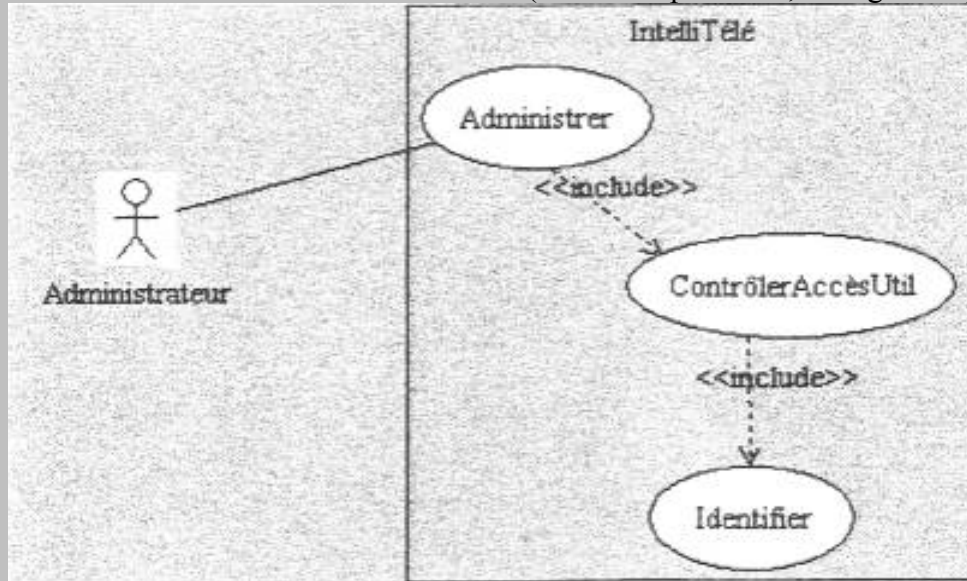 IntelliTélé
Administrer
<<include>>
Administrateur
ContrôlerAccèsUtil
<<include>>
Identifier